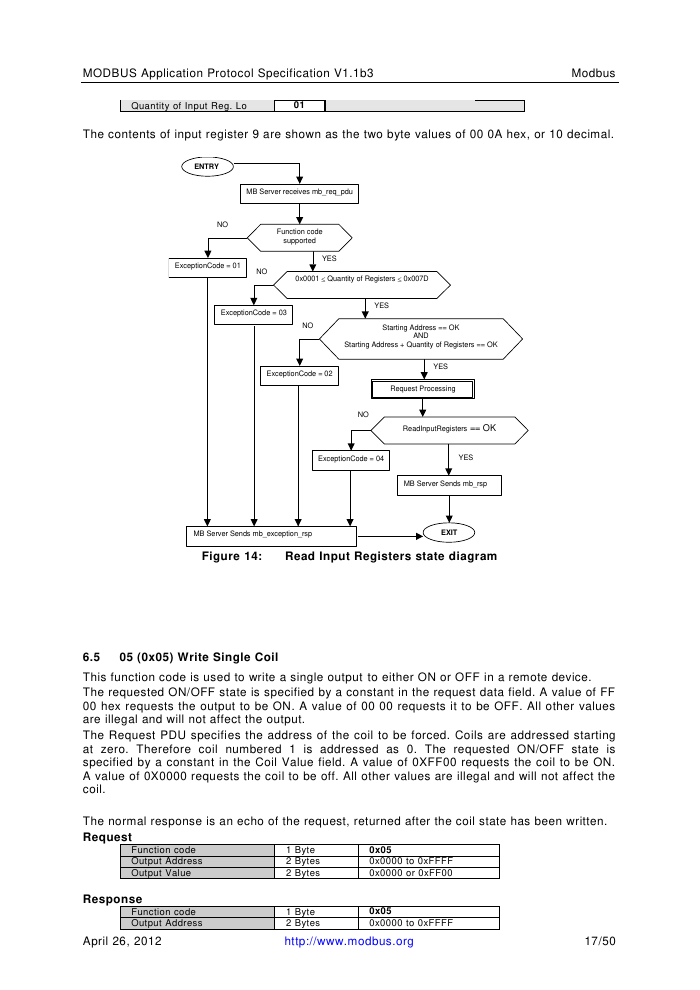 MODBUS Application Protocol Specification V1.1b3 Modbus
Quantity of Input Reg. Lo 01
The contents of input register 9 are shown as the two byte values of 00 0A hex, or 10 decimal.
ENTRY
MB Server receives mb_req_pdu
NO
Function code
supported
YES
ExceptionCode = 01
NO
0x0001 ≤ Quantity of Registers ≤ 0x007D
YES
ExceptionCode = 03
NO
Starting Address == OK
AND
Starting Address + Quantity of Registers == OK
YES
ExceptionCode = 02
Request Processing
NO
ReadInputRegisters == OK
YES
ExceptionCode = 04
MB Server Sends mb_rsp
MB Server Sends mb_exception_rsp
EXIT
Figure 14: Read Input Registers state diagram
6.5 05 (0x05) Write Single Coil
This function code is used to write a single output to either ON or OFF in a remote device.
The requested ON/OFF state is specified by a constant in the request data field. A value of FF
00 hex requests the output to be ON. A value of 00 00 requests it to be OFF. All other values
are illegal and will not affect the output.
The Request PDU specifies the address of the coil to be forced. Coils are addressed starting
at zero. Therefore coil numbered 1 is addressed as 0. The requested ON/OFF state is
specified by a constant in the Coil Value field. A value of 0XFF00 requests the coil to be ON.
A value of 0X0000 requests the coil to be off. All other values are illegal and will not affect the
coil.
The normal response is an echo of the request, returned after the coil state has been written.
Request
Function code 1 Byte 0x05
Output Address 2 Bytes 0x0000 to 0xFFFF
Output Value 2 Bytes 0x0000 or 0xFF00
Response
Function code 1 Byte 0x05
Output Address 2 Bytes 0x0000 to 0xFFFF
April 26, 2012 http://www.modbus.org 17/50